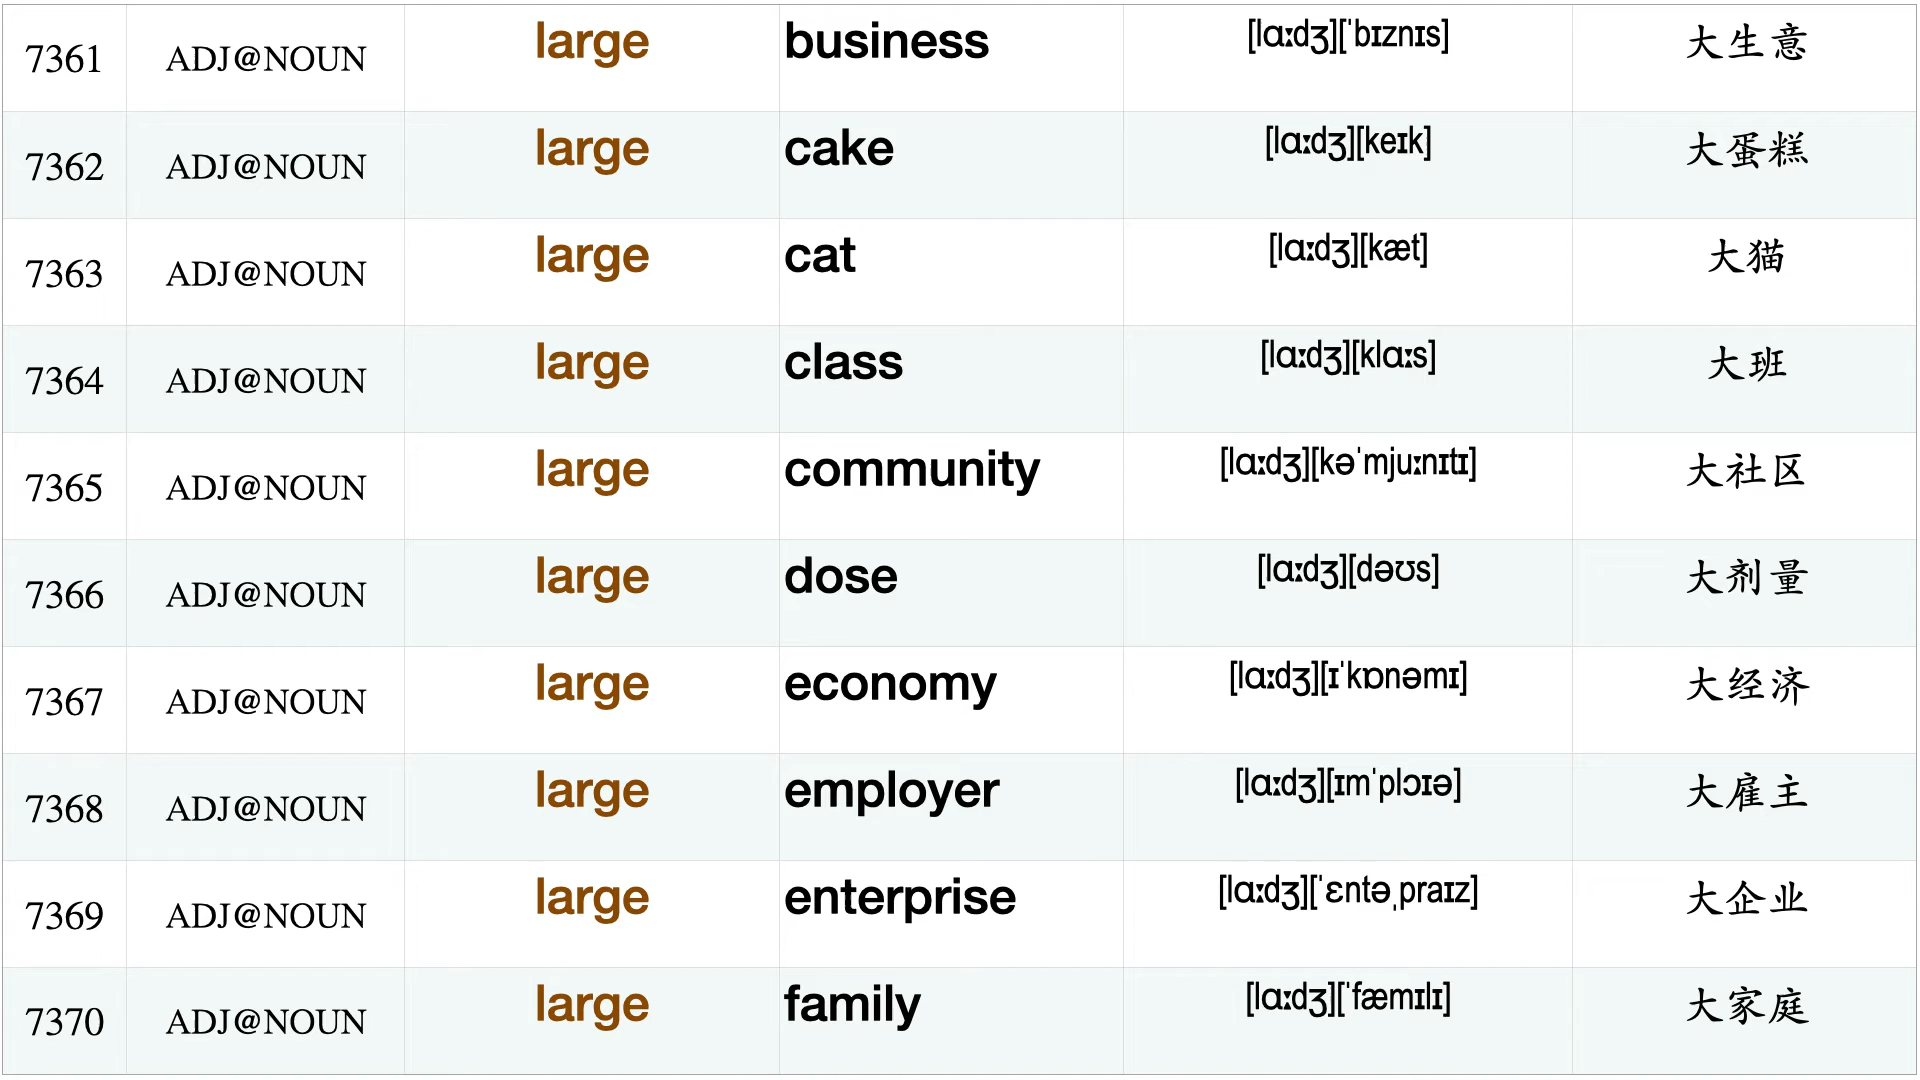 7361 ADJ@NOUN large business [lɑːdʒ][ˈbɪznɪs] 大生意
7362 ADJ@NOUN large cake [lɑːdʒ][keɪk] 大蛋糕
7363 ADJ@NOUN large cat [lɑːdʒ][kæt] 大猫
7364 ADJ@NOUN large class [lɑːdʒ][klɑːs] 大班
7365 ADJ@NOUN large community [lɑːdʒ][kəˈmjuːnɪtɪ] 大社区
7366 ADJ@NOUN large dose [lɑːdʒ][dəʊs] 大剂量
7367 ADJ@NOUN large economy [lɑːdʒ][ɪˈkɒnəmɪ] 大经济
7368 ADJ@NOUN large employer [lɑːdʒ][ɪmˈplɔɪə] 大雇主
7369 ADJ@NOUN large enterprise [lɑːdʒ][ˈɛntəˌpraɪz] 大企业
7370 ADJ@NOUN large family [lɑːdʒ][ˈfæmɪlɪ] 大家庭